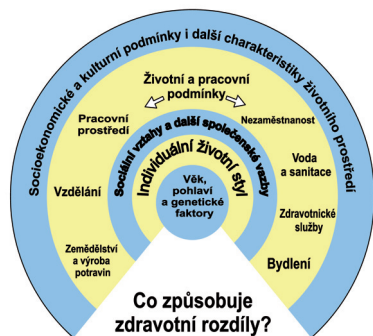 Socioekonomické a kulturní podmínky i další charakteristiky životního prostředí
Životní a pracovní
podmínky
Pracovní
prostředí
Nezaměstnanost
Sociální vztahy a další společenské vazby
Individuální životní styl
Vzdělání
Voda
a sanitace
Věk,
pohlaví
a genetické
faktory
Zdravotnické
služby
Zemědělství
a výroba
potravin
Bydlení
Co způsobuje
zdravotní rozdíly?